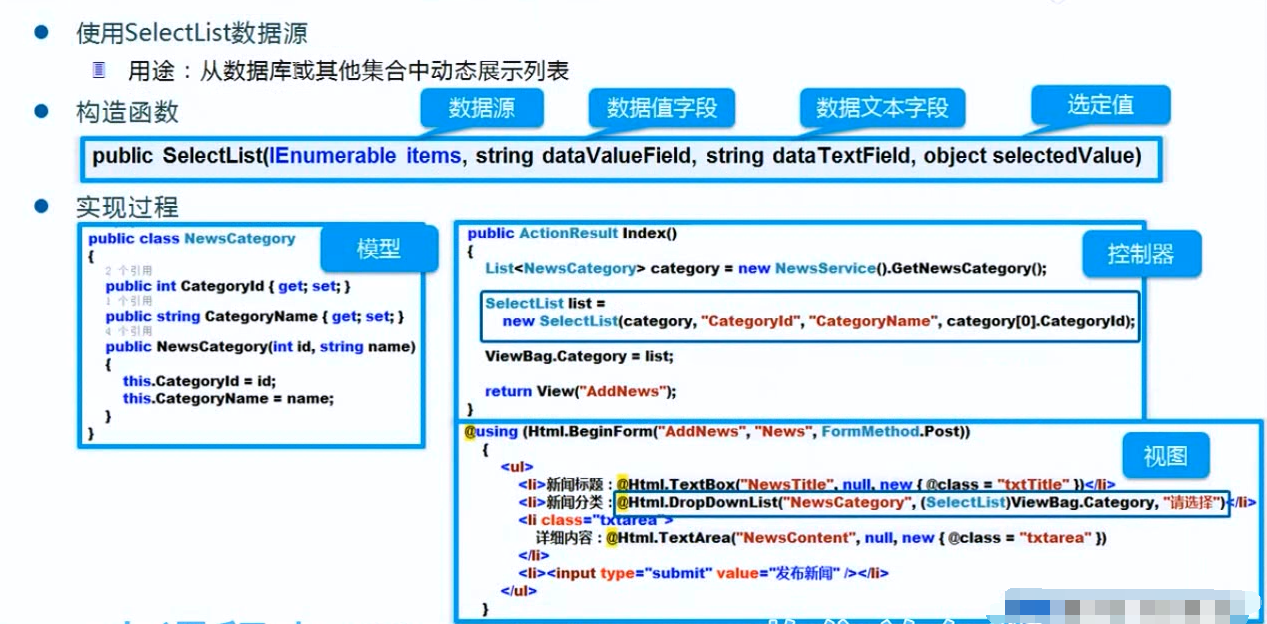 使用SelectList数据源
用途：从数据库或其他集合中动态展示列表
构造函数
数据源
数据值字段
数据文本字段
选定值
public SelectList(IEnumerable items, string dataValueField, string dataTextField, object selectedValue)
实现过程
模型
public class NewsCategory
{
2 个引用
public int CategoryId { get; set; }
1 个引用
public string CategoryName { get; set; }
4 个引用
public NewsCategory(int id, string name)
{
this.CategoryId = id;
this.CategoryName = name;
}
}
控制器
public ActionResult Index()
{
List<NewsCategory> category = new NewsService().GetNewsCategory();
SelectList list =
new SelectList(category, "CategoryId", "CategoryName", category[0].CategoryId);
ViewBag.Category = list;
return View("AddNews");
}
视图
@using (Html.BeginForm("AddNews", "News", FormMethod.Post))
{
<ul>
<li>新闻标题：@Html.TextBox("NewsTitle", null, new { @class = "txtTitle" })</li>
<li>新闻分类：@Html.DropDownList("NewsCategory", (SelectList)ViewBag.Category, "请选择")</li>
<li class="txtarea">
详细内容：@Html.TextArea("NewsContent", null, new { @class = "txtarea" })
</li>
<li><input type="submit" value="发布新闻" /></li>
</ul>
}